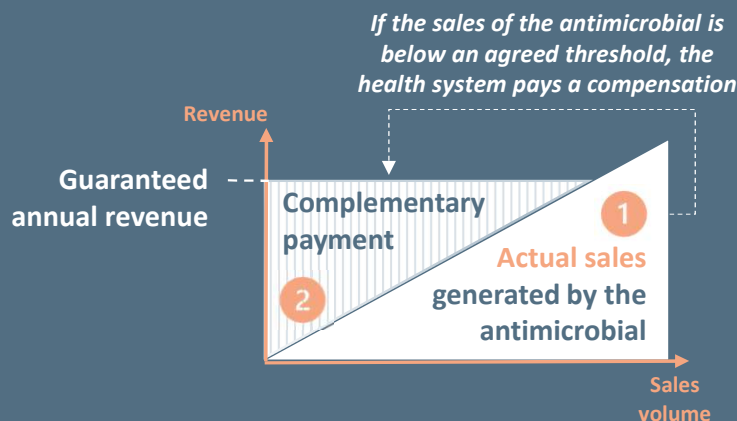 If the sales of the antimicrobial is
below an agreed threshold, the
health system pays a compensation
Revenue
Guaranteed
annual revenue
Complementary
payment
1
Actual sales
generated by the
antimicrobial
2
Sales
volume